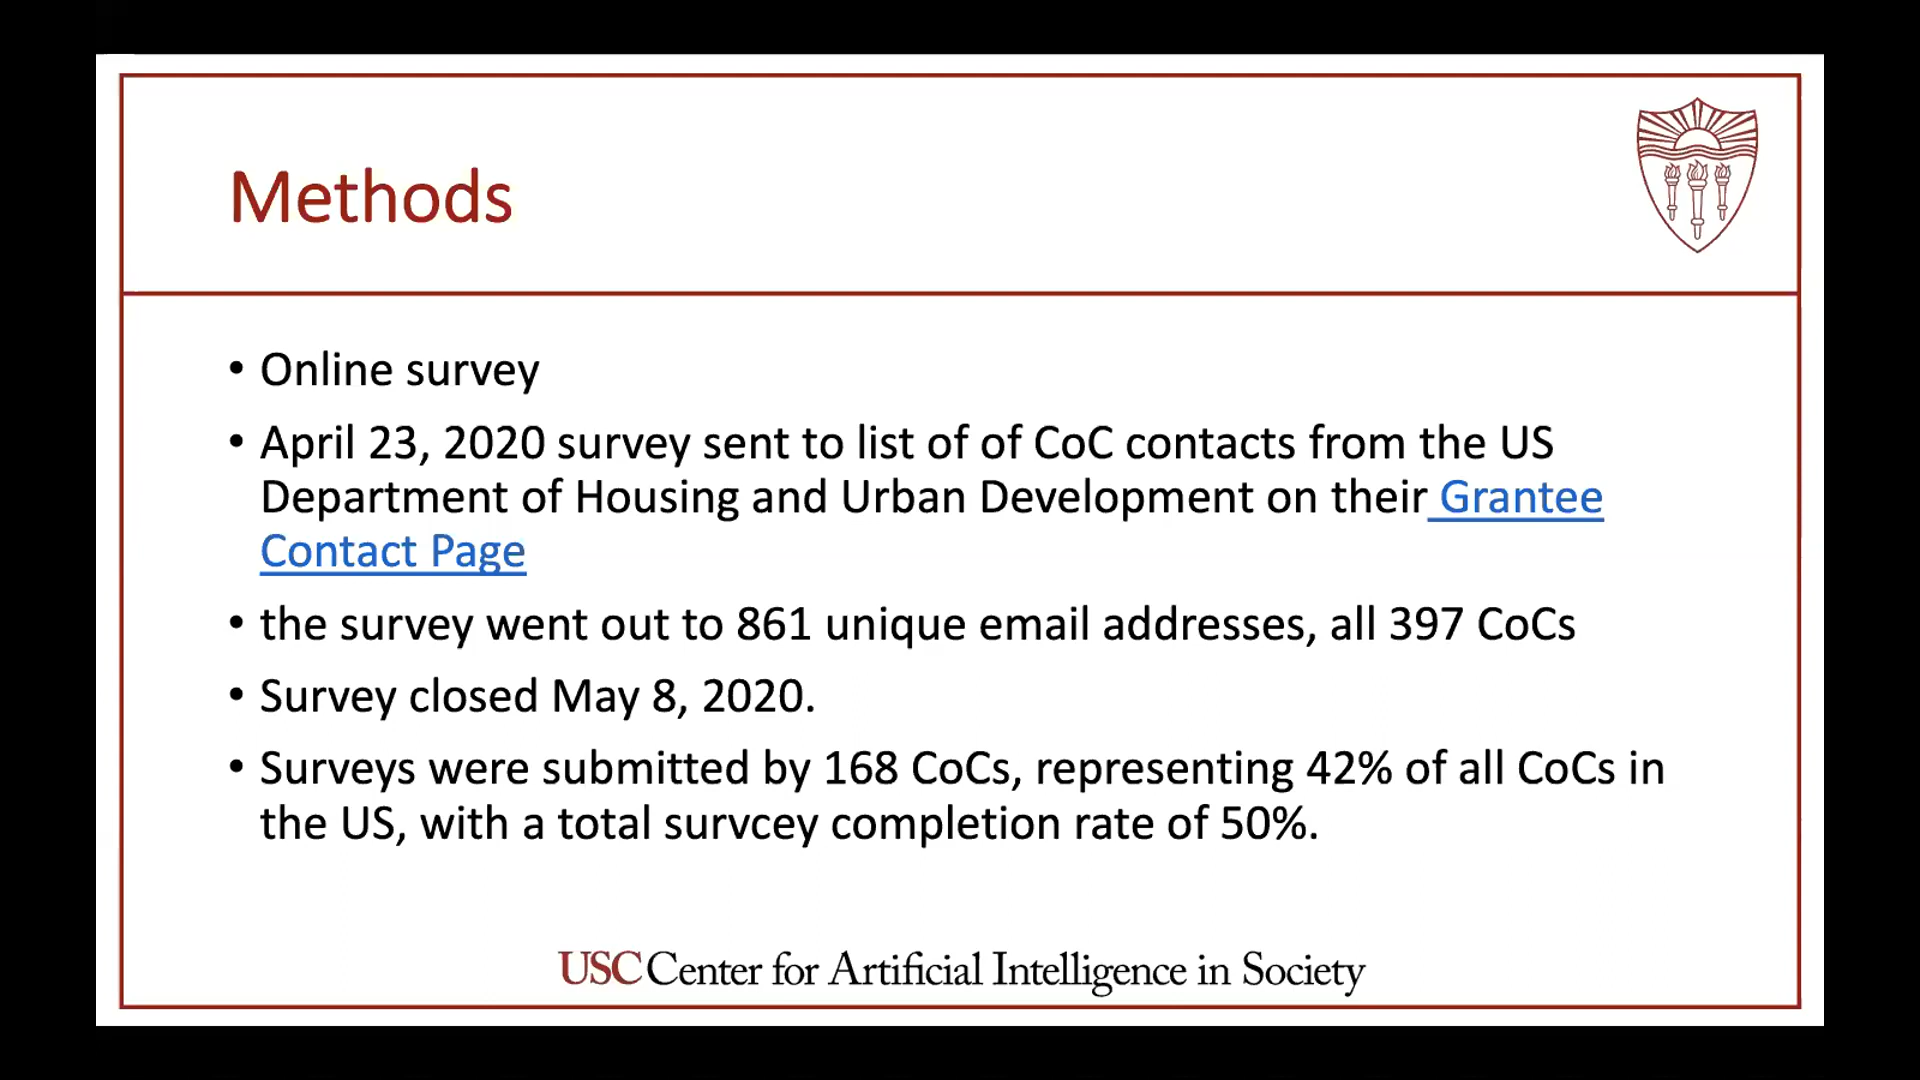 Methods
• Online survey
• April 23, 2020 survey sent to list of of CoC contacts from the US
Department of Housing and Urban Development on their Grantee
Contact Page
• the survey went out to 861 unique email addresses, all 397 CoCs
• Survey closed May 8, 2020.
• Surveys were submitted by 168 CoCs, representing 42% of all CoCs in
the US, with a total survcey completion rate of 50%.
USC Center for Artificial Intelligence in Society